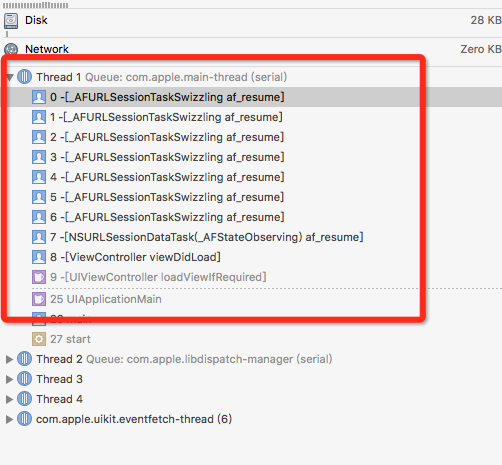 Disk 28 KB
Network Zero KB
Thread 1 Queue: com.apple.main-thread (serial)
0 -[_AFURLSessionTaskSwizzling af_resume]
1 -[_AFURLSessionTaskSwizzling af_resume]
2 -[_AFURLSessionTaskSwizzling af_resume]
3 -[_AFURLSessionTaskSwizzling af_resume]
4 -[_AFURLSessionTaskSwizzling af_resume]
5 -[_AFURLSessionTaskSwizzling af_resume]
6 -[_AFURLSessionTaskSwizzling af_resume]
7 -[NSURLSessionDataTask(_AFStateObserving) af_resume]
8 -[ViewController viewDidLoad]
9 -[UIViewController loadViewIfRequired]
25 UIApplicationMain
27 start
Thread 2 Queue: com.apple.libdispatch-manager (serial)
Thread 3
Thread 4
com.apple.uikit.eventfetch-thread (6)